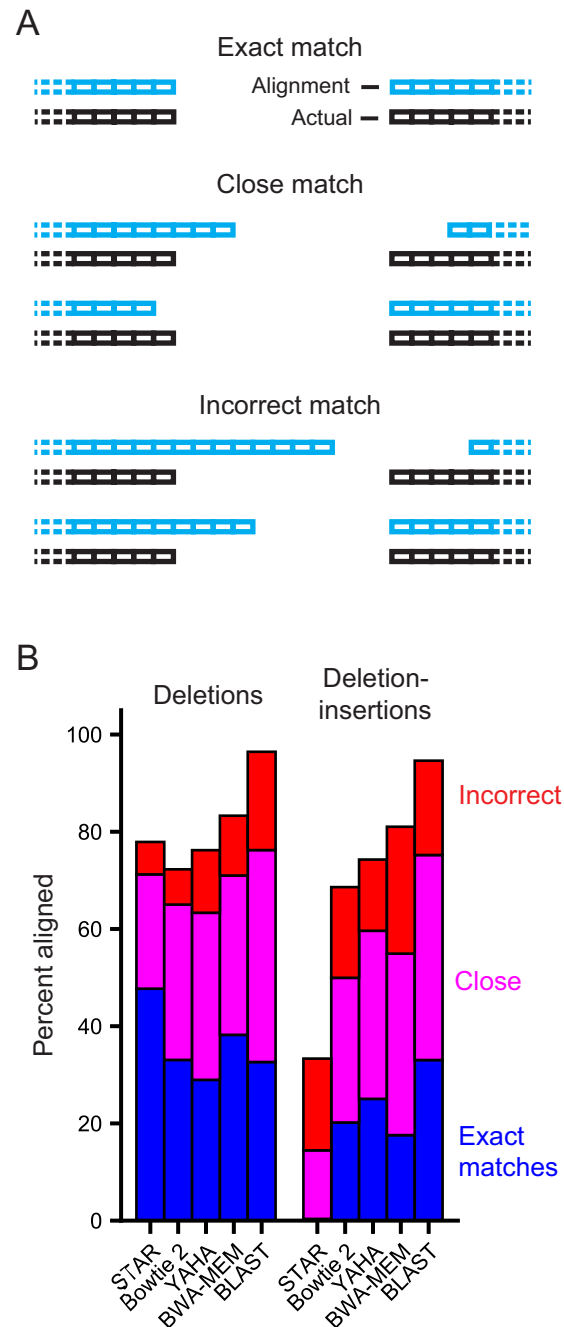 A
Exact match
Alignment
Actual
Close match
Incorrect match
B
Deletions
Deletion-
insertions
Percent aligned
100
80
60
40
20
0
Incorrect
Close
Exact
matches
STAR
Bowtie 2
YAHA
BWA-MEM
BLAST
STAR
Bowtie 2
YAHA
BWA-MEM
BLAST